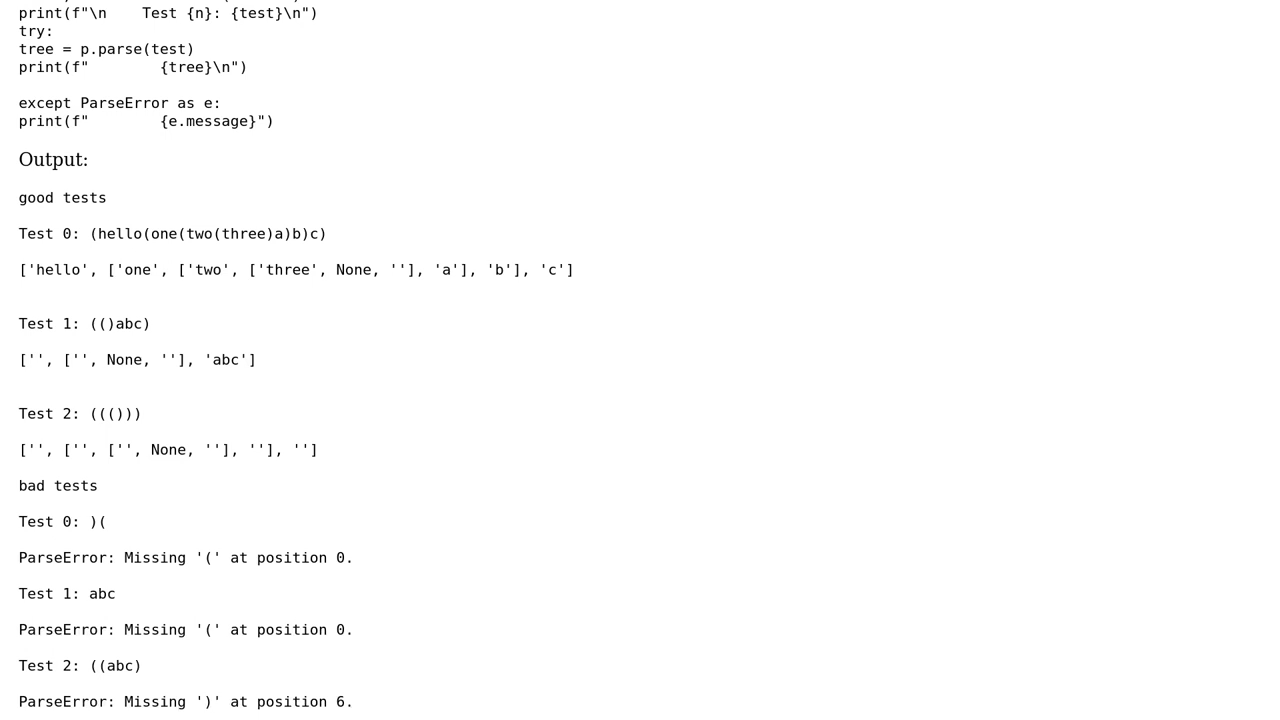 print(f"\n    Test {n}: {test}\n")
try:
tree = p.parse(test)
print(f"        {tree}\n")
except ParseError as e:
print(f"        {e.message}")
Output:
good tests
Test 0: (hello(one(two(three)a)b)c)
['hello', ['one', ['two', ['three', None, ''], 'a'], 'b'], 'c']
Test 1: (()abc)
['', ['', None, ''], 'abc']
Test 2: ((()))
['', ['', ['', None, ''], ''], '']
bad tests
Test 0: )(
ParseError: Missing '(' at position 0.
Test 1: abc
ParseError: Missing '(' at position 0.
Test 2: ((abc)
ParseError: Missing ')' at position 6.